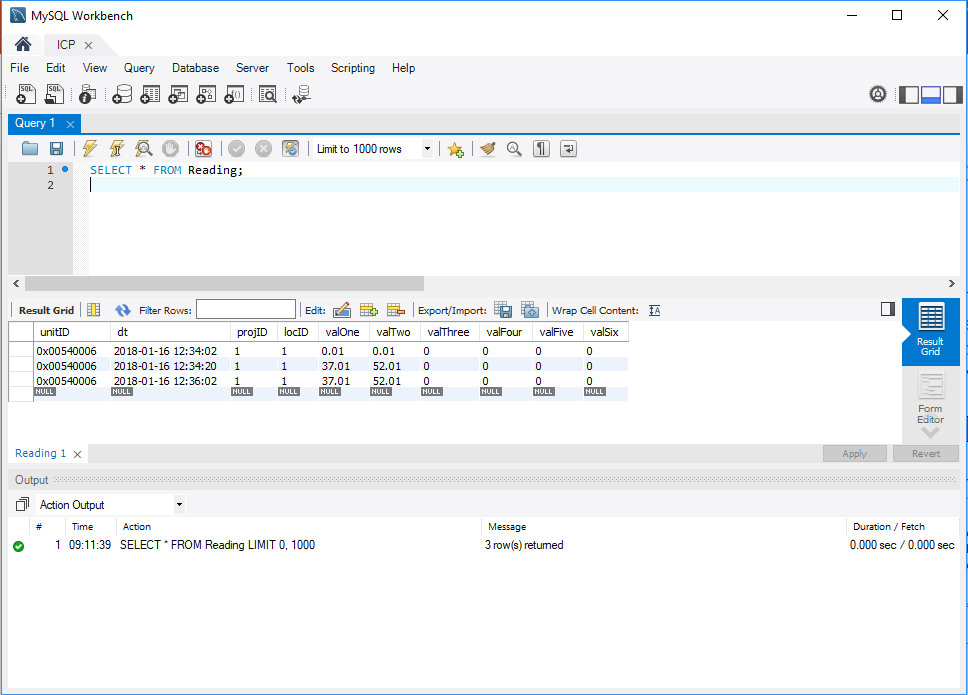 MySQL Workbench
ICP
File Edit View Query Database Server Tools Scripting Help
Query 1
Limit to 1000 rows
1 SELECT * FROM Reading;
2
Result Grid Filter Rows: Edit: Export/Import: Wrap Cell Content:
unitID dt projID locID valOne valTwo valThree valFour valFive valSix
0x00540006 2018-01-16 12:34:02 1 1 0.01 0.01 0 0 0 0
0x00540006 2018-01-16 12:34:20 1 1 37.01 52.01 0 0 0 0
0x00540006 2018-01-16 12:36:02 1 1 37.01 52.01 0 0 0 0
NULL NULL NULL NULL NULL NULL NULL NULL NULL NULL
Result
Grid
Form
Editor
Reading 1
Apply Revert
Output
Action Output
# Time Action Message Duration / Fetch
1 09:11:39 SELECT * FROM Reading LIMIT 0, 1000 3 row(s) returned 0.000 sec / 0.000 sec